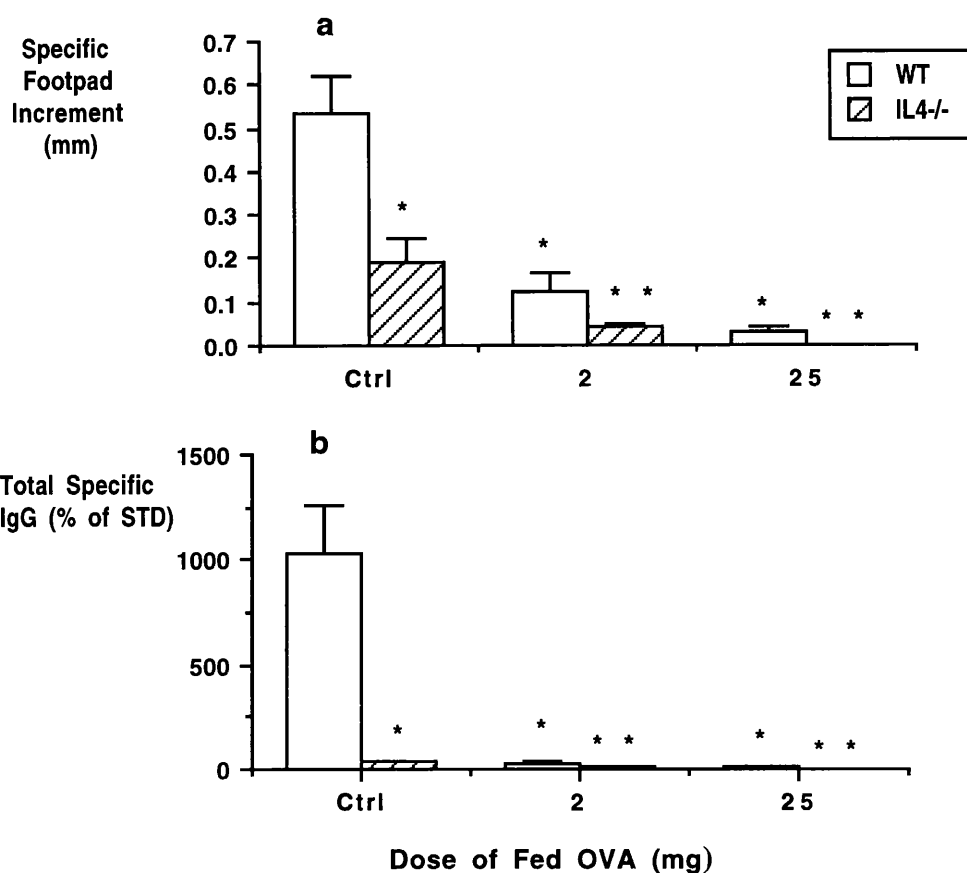 a
Specific
Footpad
Increment
(mm)
0.7
0.6
0.5
0.4
0.3
0.2
0.1
0.0
WT
IL4-/-
*
*
* *
*
* *
Ctrl
2
25
b
Total Specific
IgG (% of STD)
1500
1000
500
0
*
*
* *
*
* *
Ctrl
2
25
Dose of Fed OVA (mg)